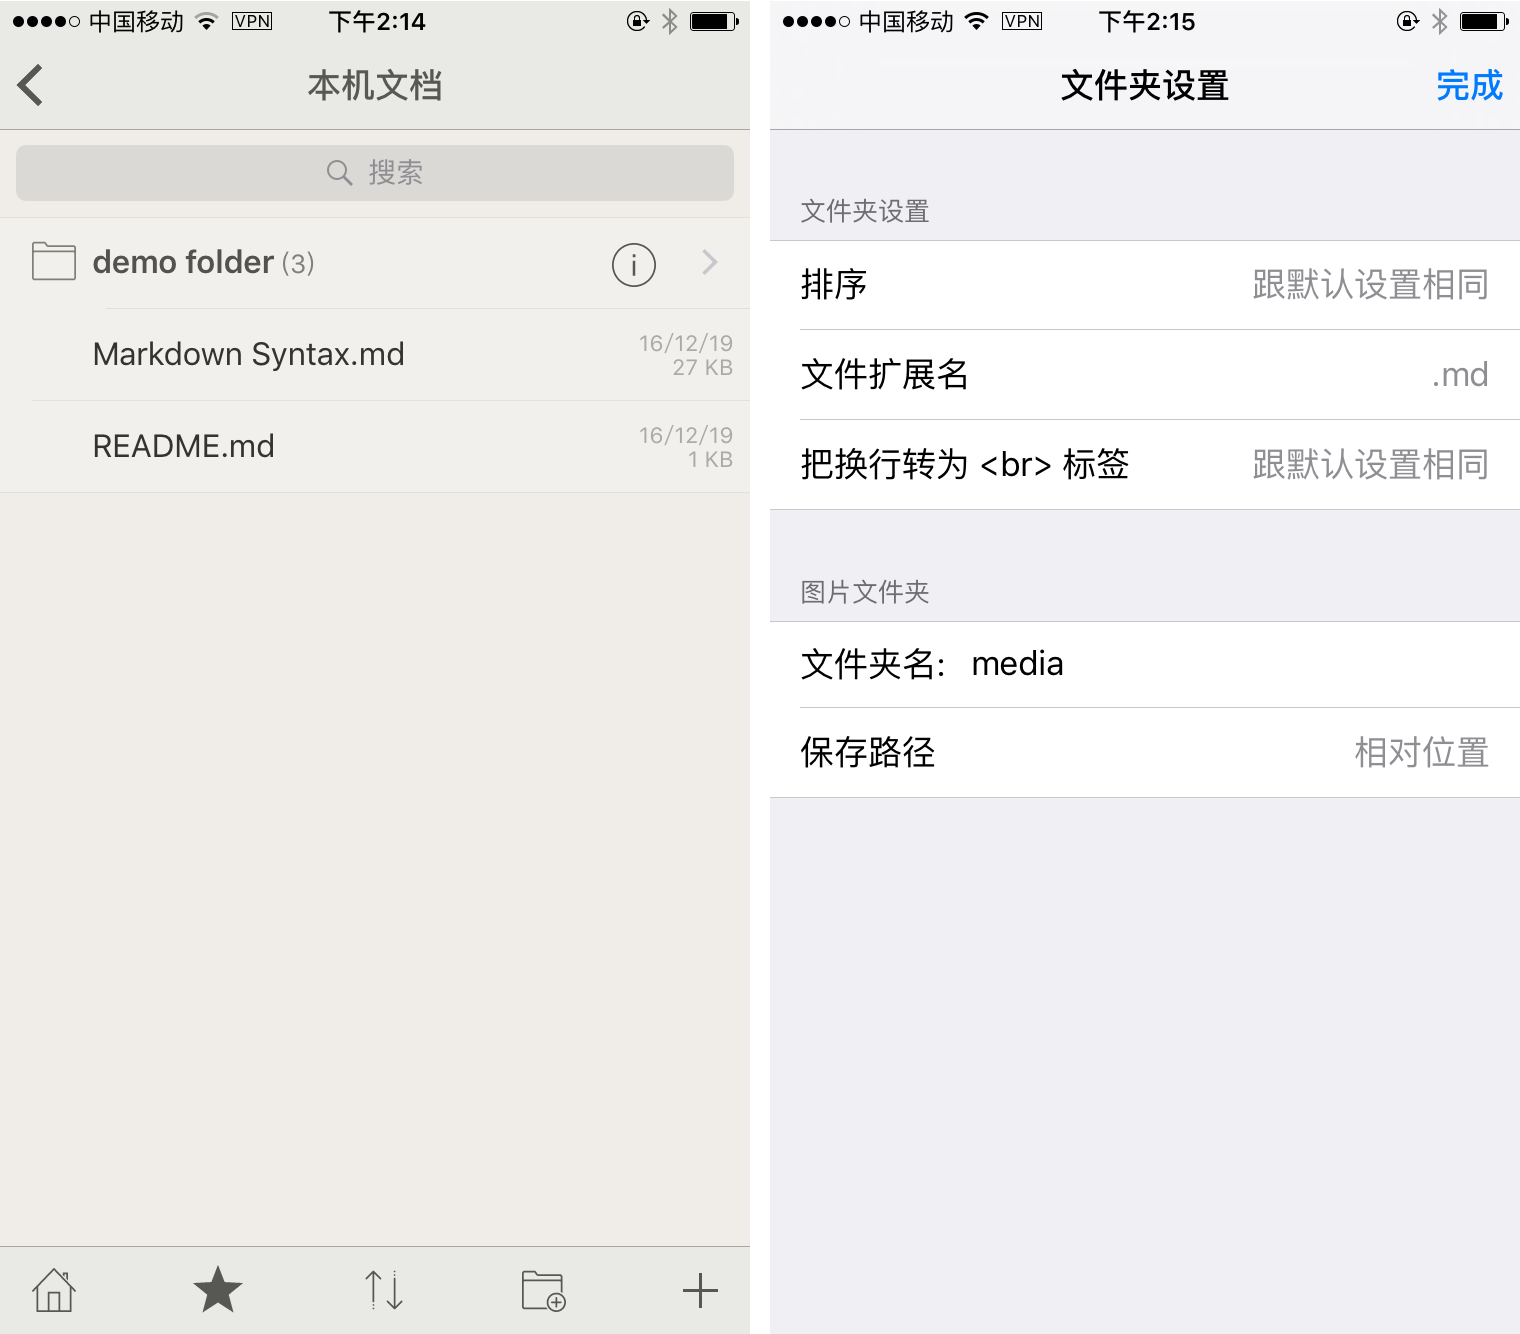 中国移动 VPN 下午2:14
本机文档
搜索
demo folder (3)
Markdown Syntax.md
16/12/19
27 KB
README.md
16/12/19
1 KB
中国移动 VPN 下午2:15
文件夹设置 完成
文件夹设置
排序 跟默认设置相同
文件扩展名 .md
把换行转为 <br> 标签 跟默认设置相同
图片文件夹
文件夹名: media
保存路径 相对位置